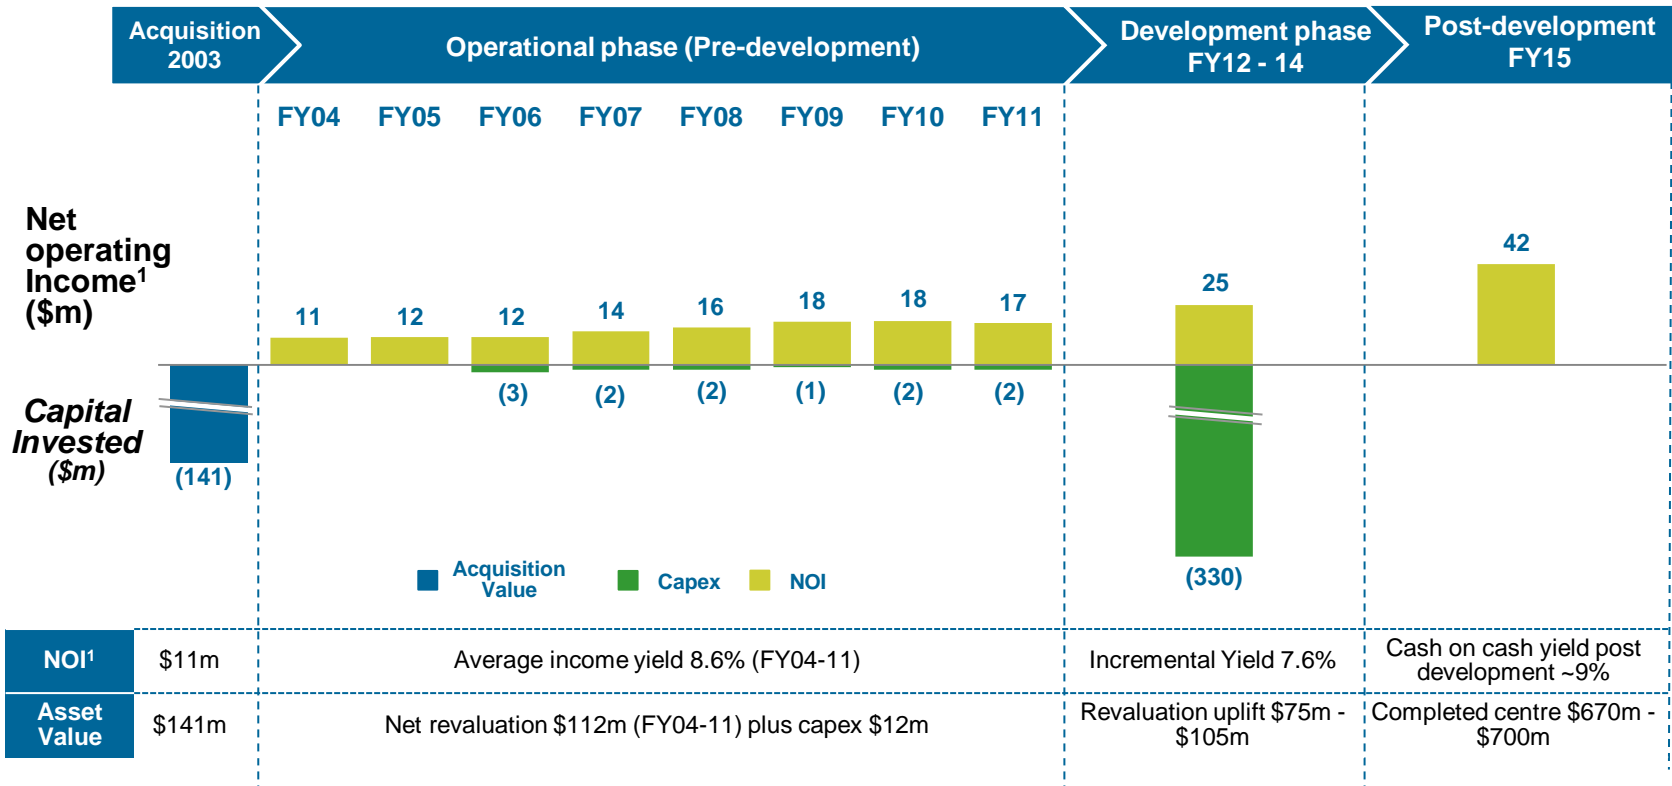 Acquisition
2003
Operational phase (Pre-development)
Development phase
FY12 - 14
Post-development
FY15
FY04 FY05 FY06 FY07 FY08 FY09 FY10 FY11
Net
operating
Income¹
($m)
11 12 12 14 16 18 18 17 25 42
Capital
Invested
($m)
(141) (3) (2) (2) (1) (2) (2) (330)
Acquisition
Value
Capex
NOI
NOI¹
$11m
Average income yield 8.6% (FY04-11)
Incremental Yield 7.6%
Cash on cash yield post
development ~9%
Asset
Value
$141m
Net revaluation $112m (FY04-11) plus capex $12m
Revaluation uplift $75m -
$105m
Completed centre $670m -
$700m